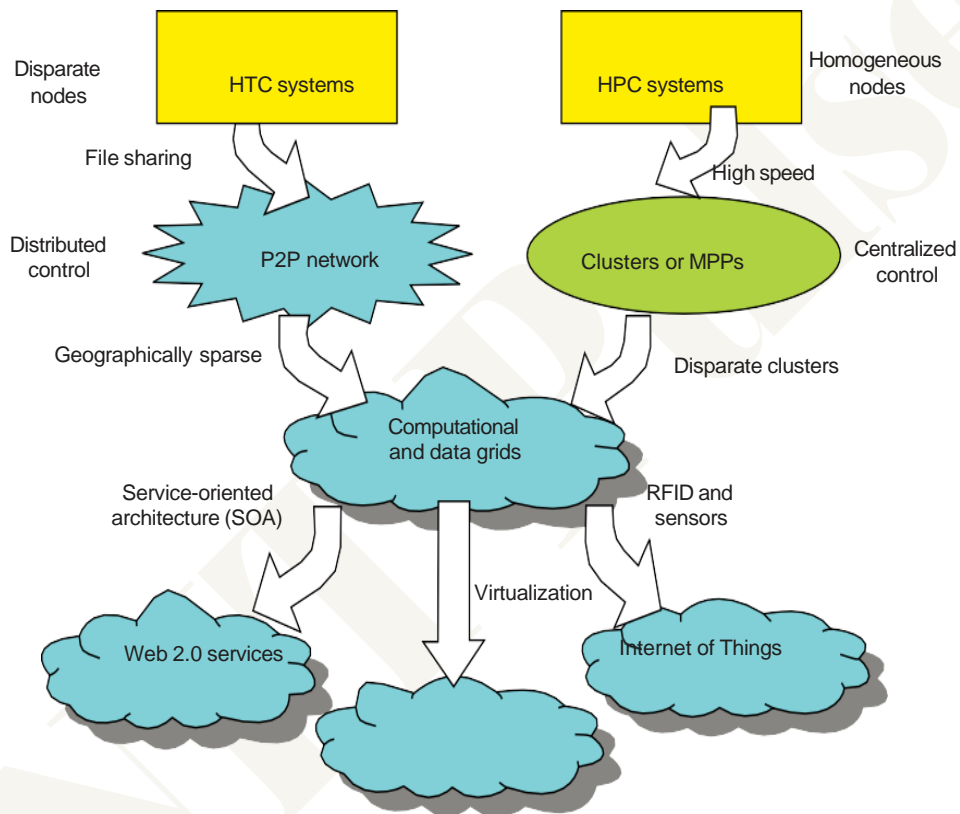 Disparate
nodes
HTC systems
HPC systems
Homogeneous
nodes
File sharing
High speed
Distributed
control
P2P network
Clusters or MPPs
Centralized
control
Geographically sparse
Disparate clusters
Computational
and data grids
Service-oriented
architecture (SOA)
RFID and
sensors
Virtualization
Web 2.0 services
Internet of Things